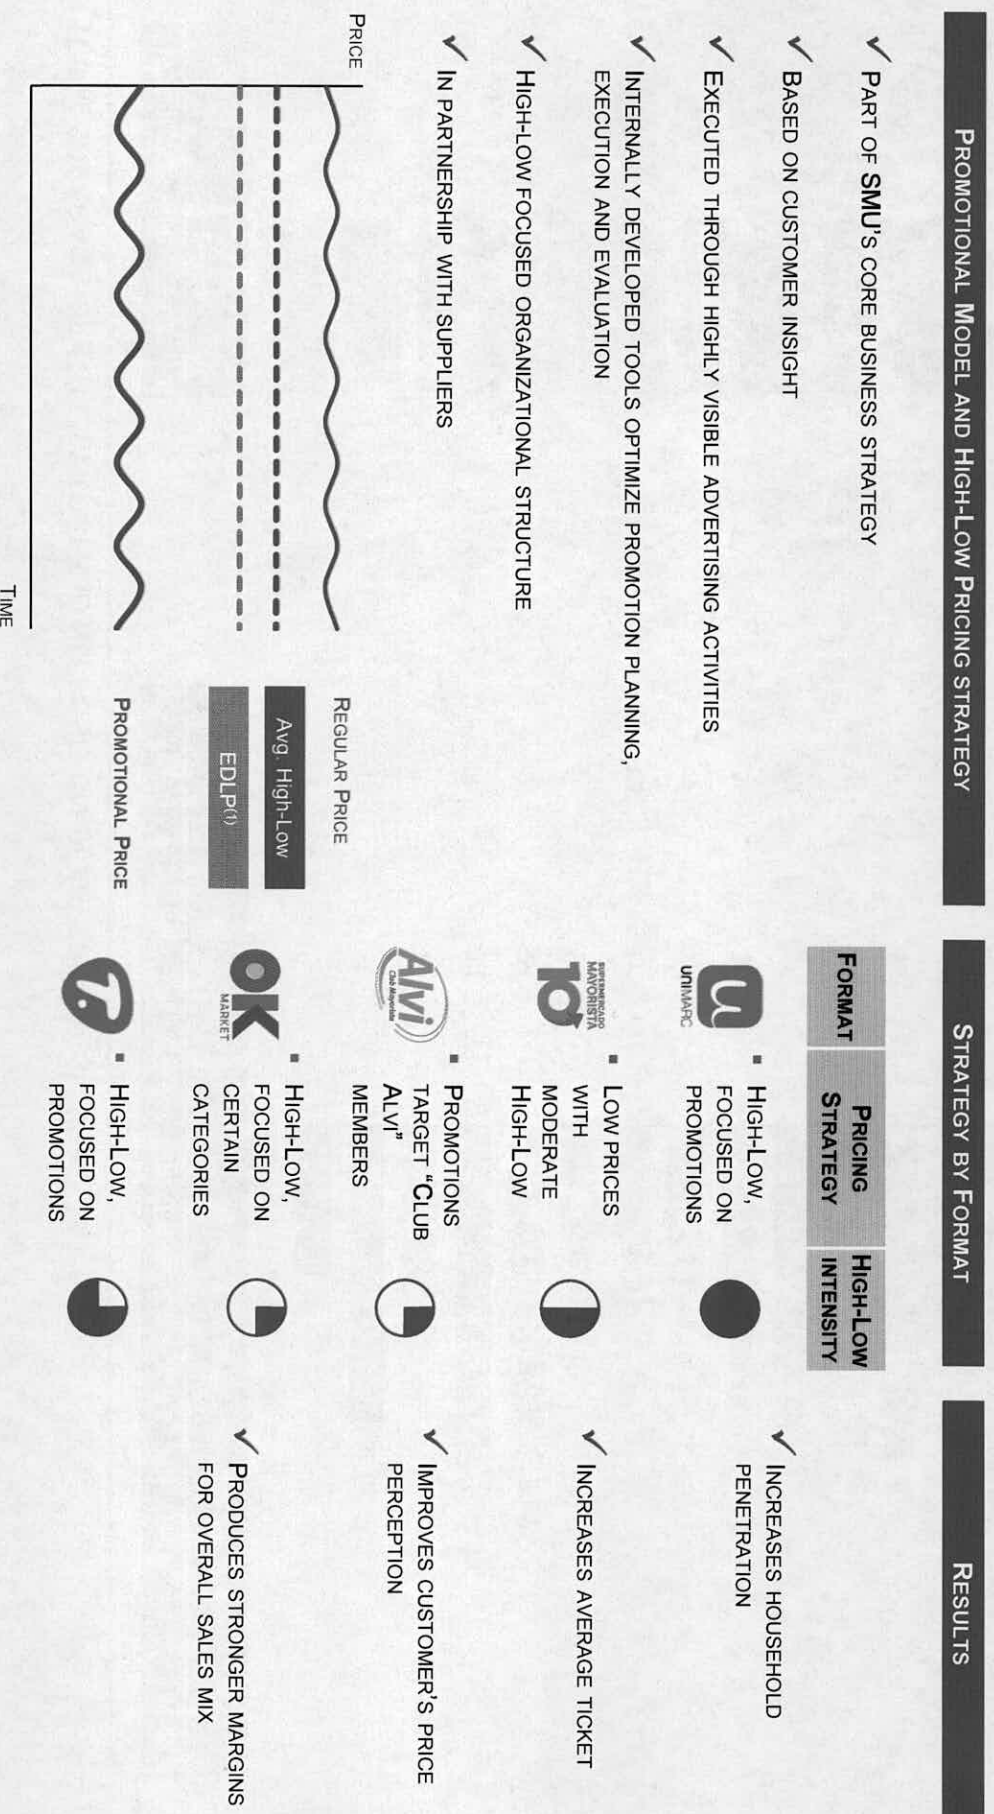 PROMOTIONAL MODEL AND HIGH-LOW PRICING STRATEGY
✓ PART OF SMU'S CORE BUSINESS STRATEGY
✓ BASED ON CUSTOMER INSIGHT
✓ EXECUTED THROUGH HIGHLY VISIBLE ADVERTISING ACTIVITIES
✓ INTERNALLY DEVELOPED TOOLS OPTIMIZE PROMOTION PLANNING,
EXECUTION AND EVALUATION
✓ HIGH-LOW FOCUSED ORGANIZATIONAL STRUCTURE
✓ IN PARTNERSHIP WITH SUPPLIERS
PRICE
REGULAR PRICE
Avg. High-Low
EDLP(1)
PROMOTIONAL PRICE
TIME
STRATEGY BY FORMAT
FORMAT
PRICING
STRATEGY
HIGH-LOW
INTENSITY
u
unimarc
▪ HIGH-LOW,
FOCUSED ON
PROMOTIONS
SUPERMERCADO
MAYORISTA
10
▪ LOW PRICES
WITH
MODERATE
HIGH-LOW
Alvi
Club Mayorista
▪ PROMOTIONS
TARGET "CLUB
ALVI"
MEMBERS
OK
MARKET
▪ HIGH-LOW,
FOCUSED ON
CERTAIN
CATEGORIES
T.
▪ HIGH-LOW,
FOCUSED ON
PROMOTIONS
RESULTS
✓ INCREASES HOUSEHOLD
PENETRATION
✓ INCREASES AVERAGE TICKET
✓ IMPROVES CUSTOMER'S PRICE
PERCEPTION
✓ PRODUCES STRONGER MARGINS
FOR OVERALL SALES MIX